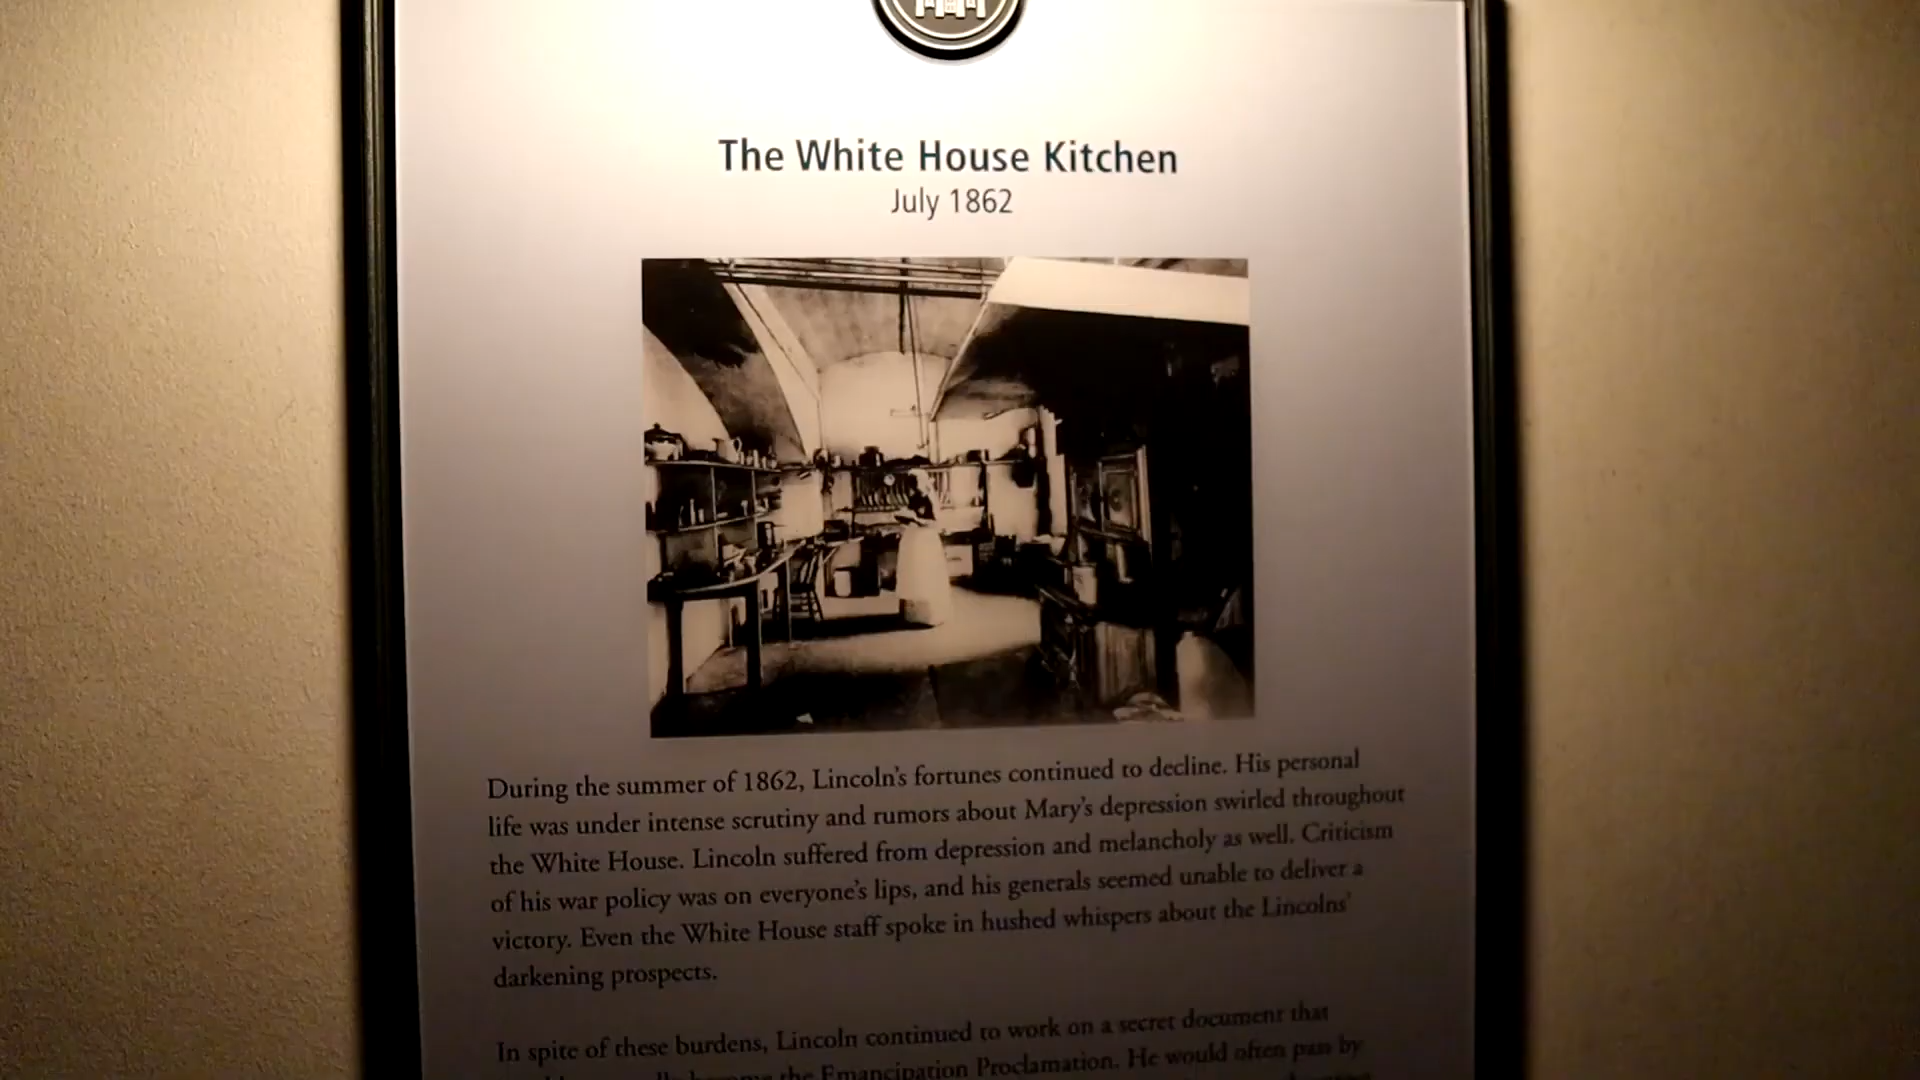 The White House Kitchen
July 1862
During the summer of 1862, Lincoln's fortunes continued to decline. His personal
life was under intense scrutiny and rumors about Mary's depression swirled throughout
the White House. Lincoln suffered from depression and melancholy as well. Criticism
of his war policy was on everyone's lips, and his generals seemed unable to deliver a
victory. Even the White House staff spoke in hushed whispers about the Lincolns'
darkening prospects.
In spite of these burdens, Lincoln continued to work on a secret document that
the Emancipation Proclamation. He would often pass by